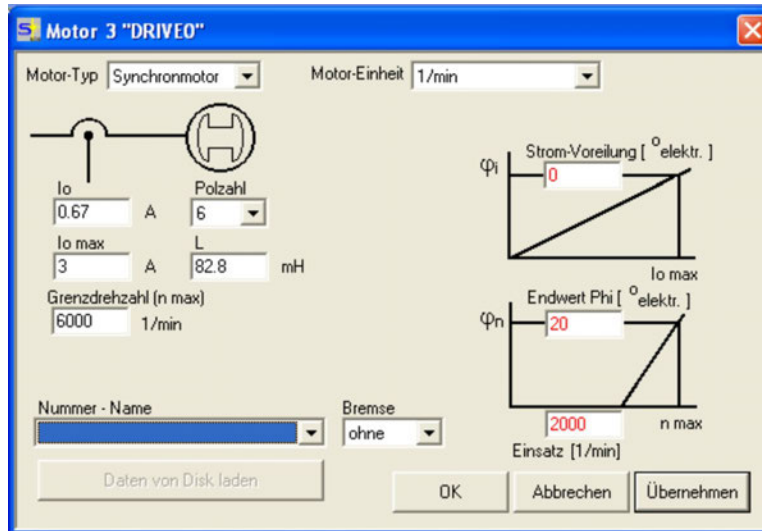 Motor 3 "DRIVE0"
Motor-Typ Synchronmotor Motor-Einheit 1/min
Strom-Voreilung [ °elektr. ]
φi 0
Io Polzahl
0.67 A 6
Io max L
3 A 82.8 mH
Io max
Grenzdrehzahl (n max)
6000 1/min
Endwert Phi [ °elektr. ]
φn 20
Nummer - Name Bremse
ohne
2000 n max
Einsatz [1/min]
Daten von Disk laden
OK Abbrechen Übernehmen